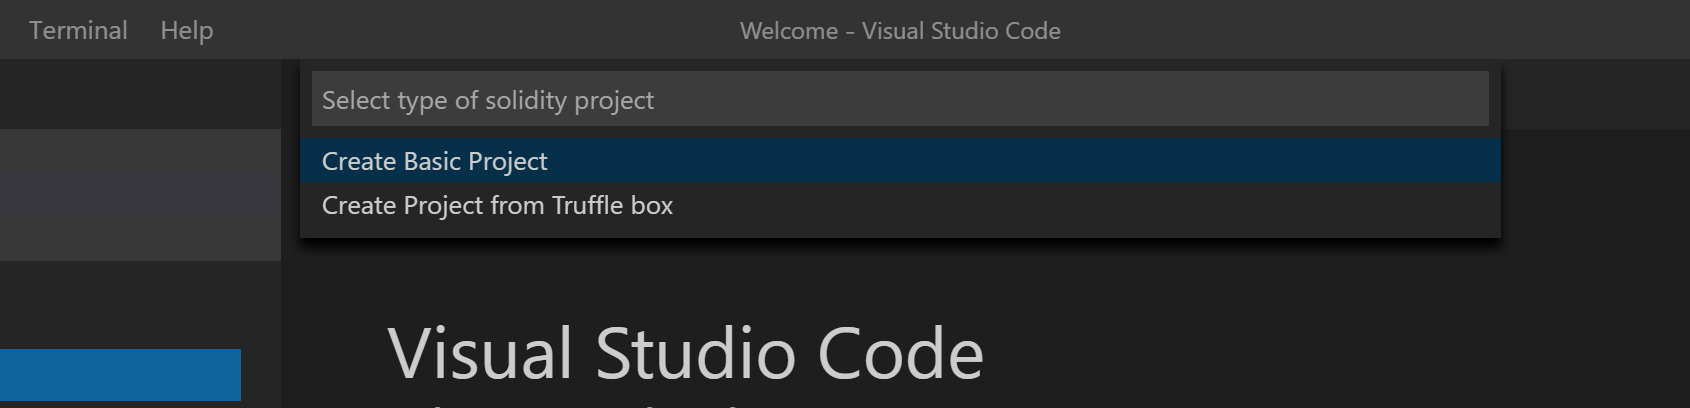 Terminal Help Welcome - Visual Studio Code
Select type of solidity project
Create Basic Project
Create Project from Truffle box
Visual Studio Code